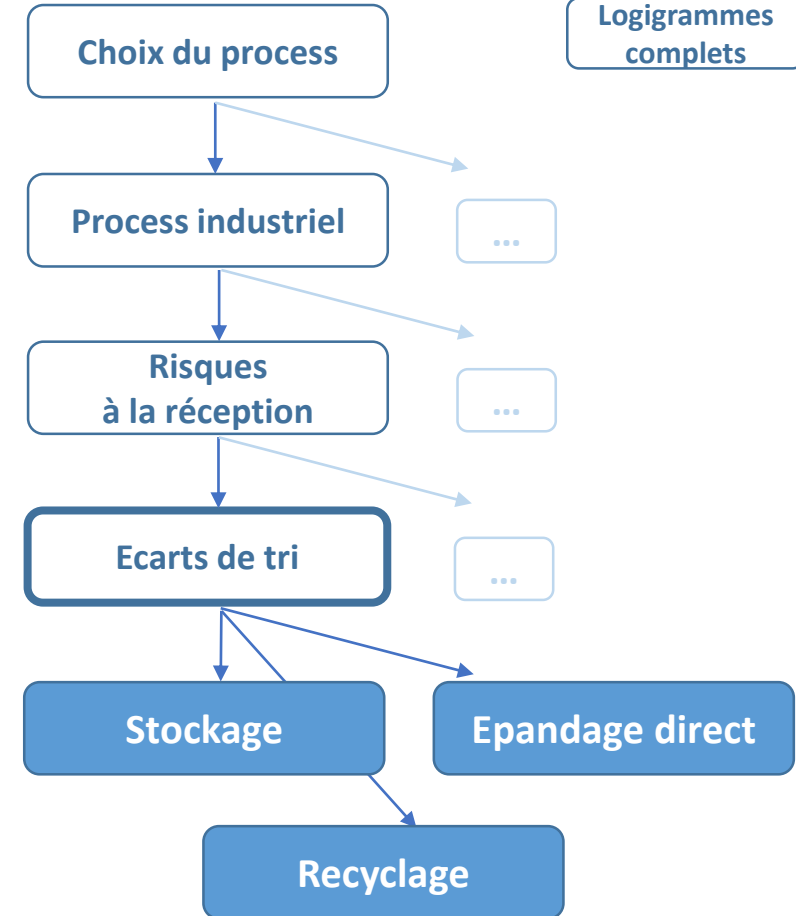 Logigrammes
complets
Choix du process
Process industriel
...
Risques
à la réception
...
Ecarts de tri
...
Stockage
Epandage direct
Recyclage